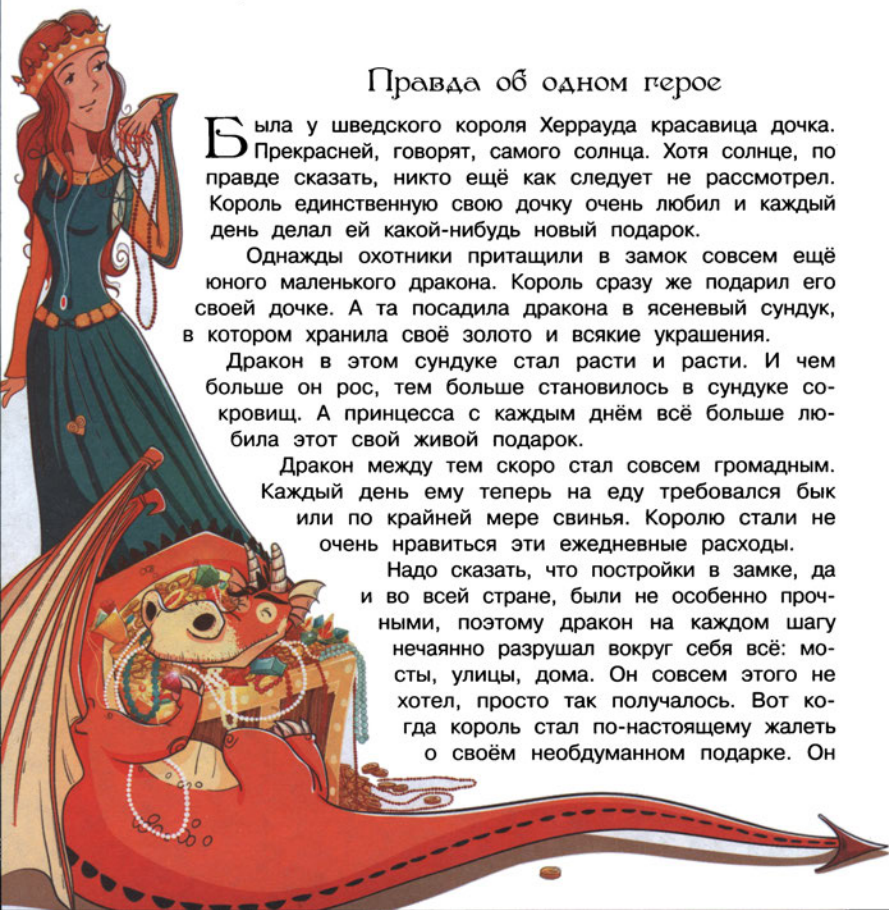 Правда об одном герое
Была у шведского короля Херрауда красавица дочка.
Прекрасней, говорят, самого солнца. Хотя солнце, по
правде сказать, никто ещё как следует не рассмотрел.
Король единственную свою дочку очень любил и каждый
день делал ей какой-нибудь новый подарок.
Однажды охотники притащили в замок совсем ещё
юного маленького дракона. Король сразу же подарил его
своей дочке. А та посадила дракона в ясеневый сундук,
в котором хранила своё золото и всякие украшения.
Дракон в этом сундуке стал расти и расти. И чем
больше он рос, тем больше становилось в сундуке со-
кровищ. А принцесса с каждым днём всё больше лю-
била этот свой живой подарок.
Дракон между тем скоро стал совсем громадным.
Каждый день ему теперь на еду требовался бык
или по крайней мере свинья. Королю стали не
очень нравиться эти ежедневные расходы.
Надо сказать, что постройки в замке, да
и во всей стране, были не особенно проч-
ными, поэтому дракон на каждом шагу
нечаянно разрушал вокруг себя всё: мо-
сты, улицы, дома. Он совсем этого не
хотел, просто так получалось. Вот ко-
гда король стал по-настоящему жалеть
о своём необдуманном подарке. Он